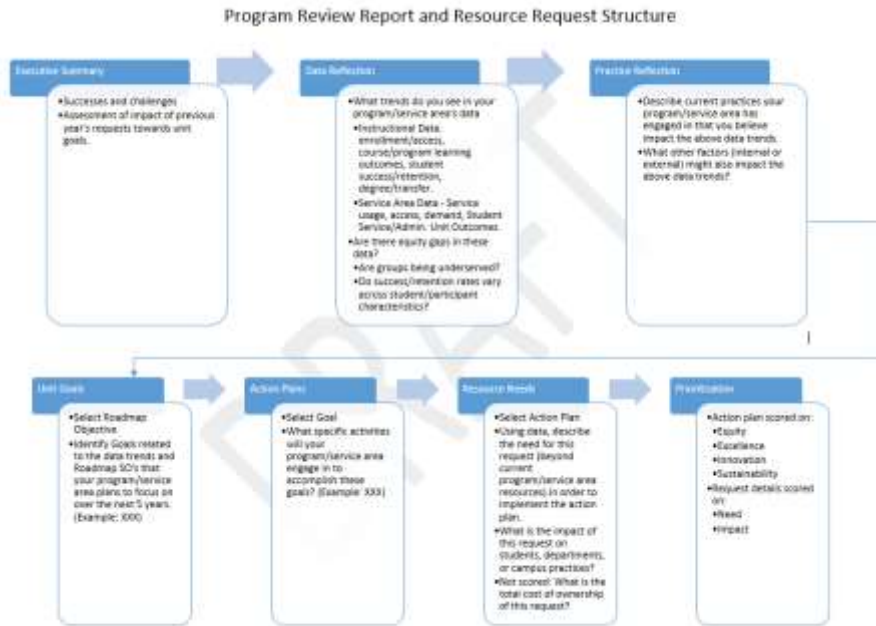 Program Review Report and Resource Request Structure
Executive Summary
•Successes and challenges
•Assessment of impact of previous
year's requests towards unit
goals.
Data Reflection
•What trends do you see in your
program/service area's data
•Instructional Data:
enrollment/access,
course/program learning
outcomes, student
success/retention,
degree/transfer.
•Service Area Data - Service
usage, access, demand, Student
Service/Admin. Unit Outcomes.
•Are there equity gaps in these
data?
•Are groups being underserved?
•Do success/retention rates vary
across student/participant
characteristics?
Practice Reflection
•Describe current practices your
program/service area has
engaged in that you believe
impact the above data trends.
•What other factors (internal or
external) might also impact the
above data trends?
Unit Goals
•Select Roadmap
Objective
•Identify Goals related
to the data trends and
Roadmap SO's that
your program/service
area plans to focus on
over the next 5 years.
(Example: XXX)
Action Plans
•Select Goal
•What specific activities
will your
program/service area
engage in to
accomplish these
goals? (Example: XXX)
Resource Needs
•Select Action Plan
•Using data, describe
the need for this
request (beyond
current
program/service area
resources) in order to
implement the action
plan.
•What is the impact of
this request on
students, departments,
or campus practices?
•Not scored: What is the
total cost of ownership
of this request?
Prioritization
•Action plan scored on:
•Equity
•Excellence
•Innovation
•Sustainability
•Request details scored
on:
•Need
•Impact
DRAFT